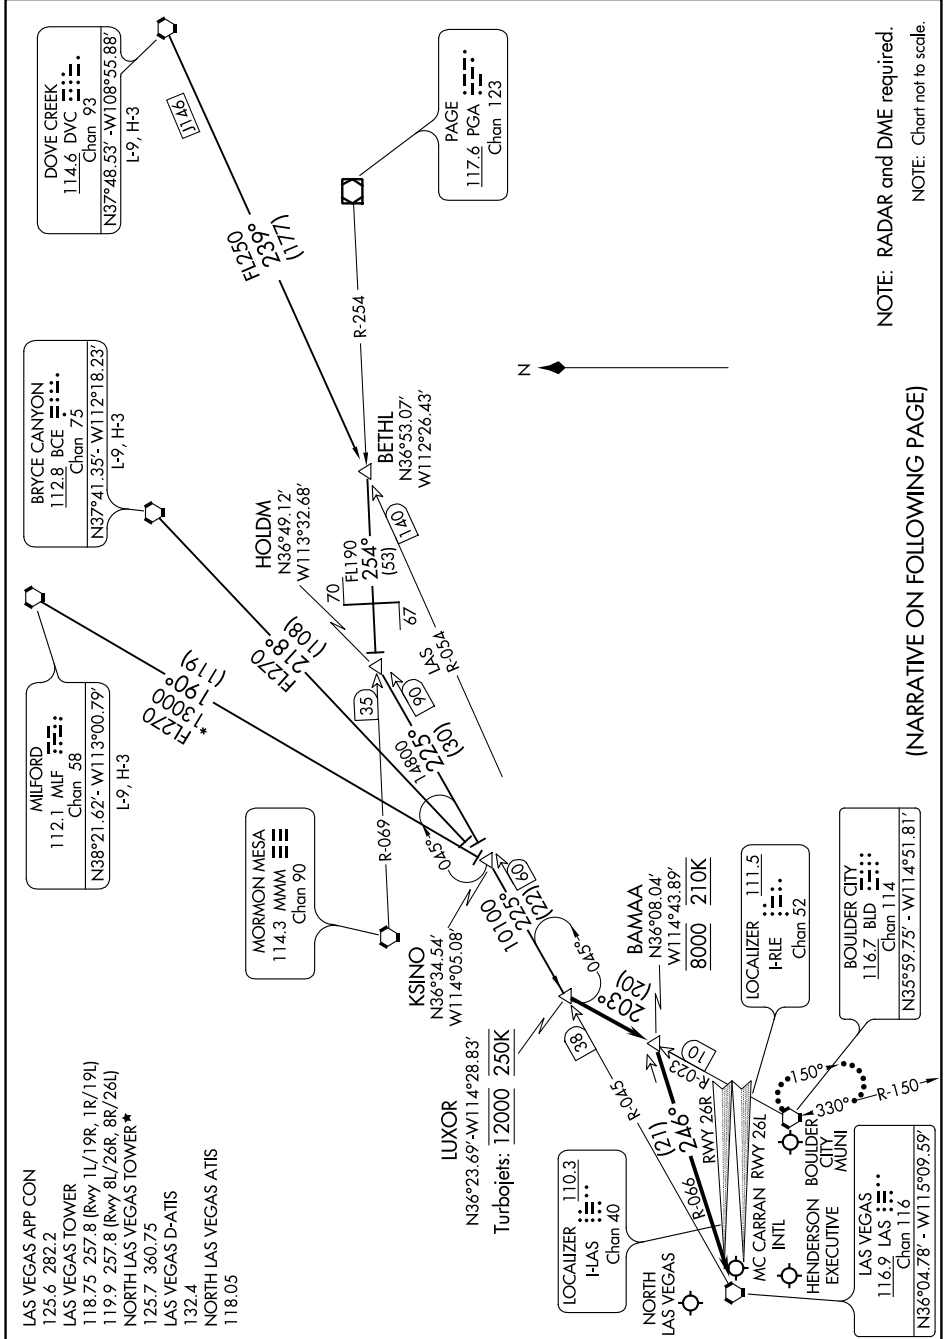 LAS VEGAS APP CON
125.6 282.2
LAS VEGAS TOWER
118.75 257.8 (Rwy 1L/19R, 1R/19L)
119.9 257.8 (Rwy 8L/26R, 8R/26L)
NORTH LAS VEGAS TOWER★
125.7 360.75
LAS VEGAS D-ATIS
132.4
NORTH LAS VEGAS ATIS
118.05
MILFORD
112.1 MLF
Chan 58
N38°21.62' - W113°00.79'
L-9, H-3
BRYCE CANYON
112.8 BCE
Chan 75
N37°41.35' - W112°18.23'
L-9, H-3
DOVE CREEK
114.6 DVC
Chan 93
N37°48.53' - W108°55.88'
L-9, H-3
J146
FL250
239°
(177)
PAGE
117.6 PGA
Chan 123
R-254
BETHL
N36°53.07'
W112°26.43'
HOLDM
N36°49.12'
W113°32.68'
70
FL190
254°
(53)
67
140
LAS
R-054
FL270
218°
(108)
FL270
*13000
190°
(119)
MORMON MESA
114.3 MMM
Chan 90
R-069
35
90
14800
225°
(30)
045°
KSINO
N36°34.54'
W114°05.08'
60
10100
225°
(22)
045°
LUXOR
N36°23.69'-W114°28.83'
Turbojets: 12000 250K
38
R-045
203°
(20)
BAMAA
N36°08.04'
W114°43.89'
8000 210K
10
R-023
(21)
246°
R-066
RWY 26R
RWY 26L
LOCALIZER 110.3
I-LAS
Chan 40
LOCALIZER 111.5
I-RLE
Chan 52
BOULDER CITY
116.7 BLD
Chan 114
N35°59.75' - W114°51.81'
150°
330°
R-150
NORTH
LAS VEGAS
MC CARRAN
INTL
HENDERSON
EXECUTIVE
BOULDER
CITY
MUNI
LAS VEGAS
116.9 LAS
Chan 116
N36°04.78' - W115°09.59'
N
NOTE: RADAR and DME required.
NOTE: Chart not to scale.
(NARRATIVE ON FOLLOWING PAGE)